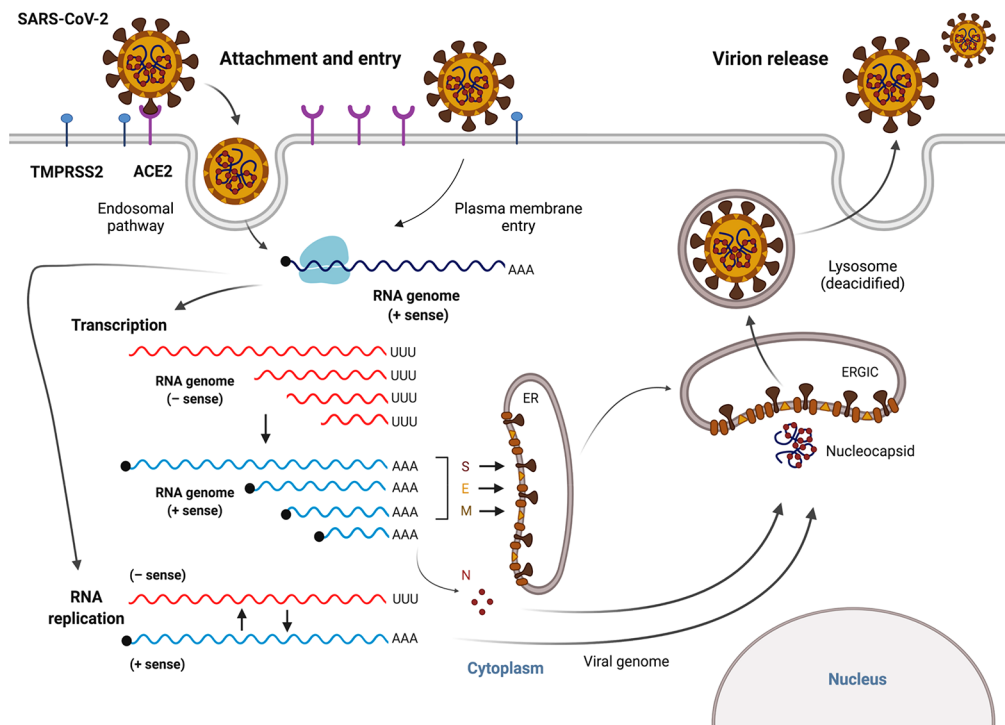 SARS-CoV-2
Attachment and entry
Virion release
TMPRSS2
ACE2
Endosomal
pathway
Plasma membrane
entry
AAA
RNA genome
(+ sense)
Lysosome
(deacidified)
Transcription
UUU
RNA genome
(− sense)
UUU
UUU
UUU
ER
ERGIC
Nucleocapsid
AAA
RNA genome
(+ sense)
AAA
AAA
AAA
S
E
M
N
(− sense)
RNA
replication
UUU
AAA
(+ sense)
Cytoplasm
Viral genome
Nucleus